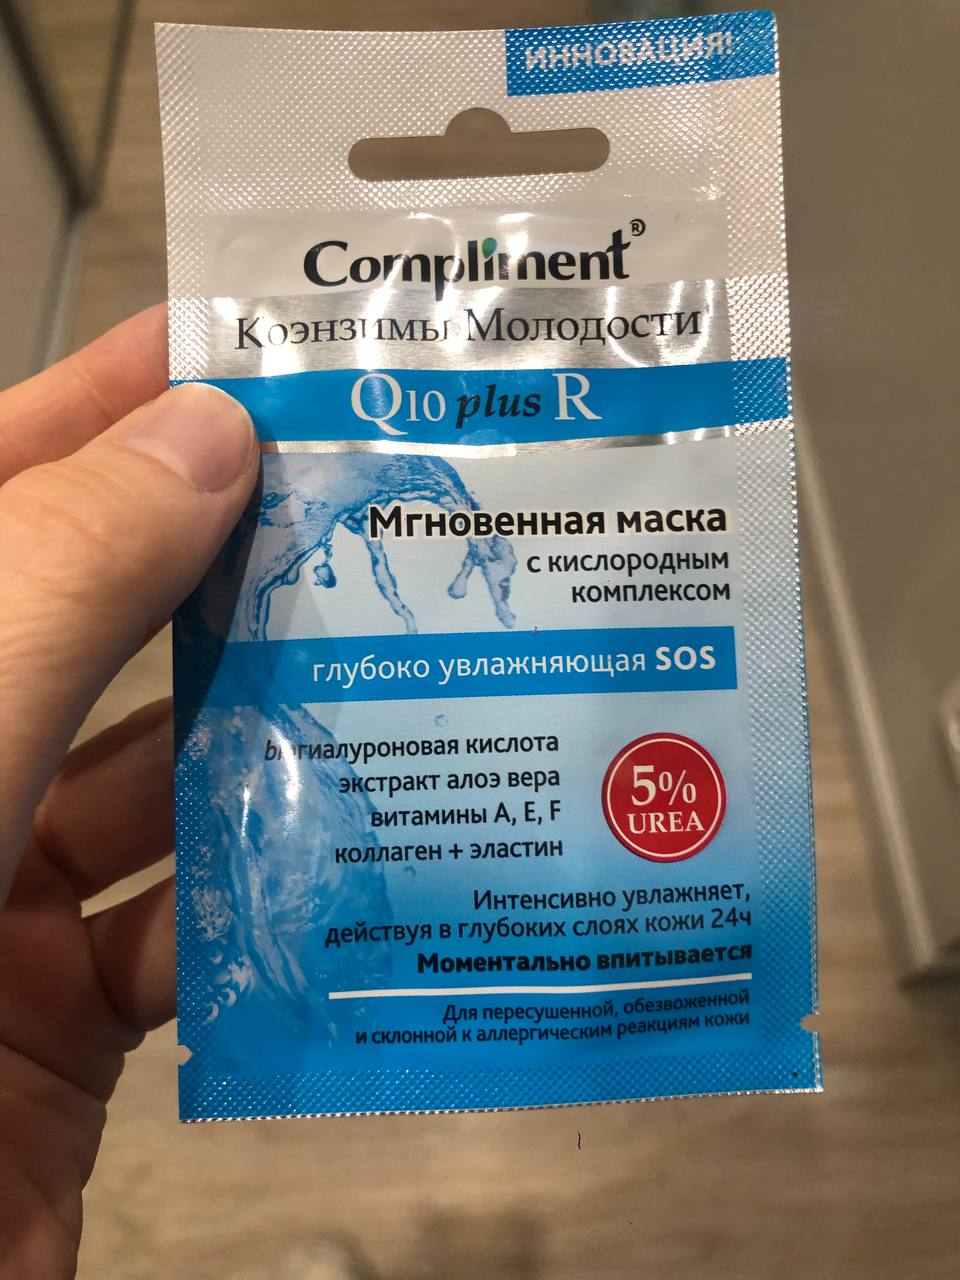 ИННОВАЦИЯ!
Compliment®
Коэнзимы Молодости
Q10 plus R
Мгновенная маска
с кислородным
комплексом
глубоко увлажняющая SOS
bioгиалуроновая кислота
экстракт алоэ вера
витамины A, E, F
коллаген + эластин
5%
UREA
Интенсивно увлажняет,
действуя в глубоких слоях кожи 24ч
Моментально впитывается
Для пересушенной, обезвоженной
и склонной к аллергическим реакциям кожи